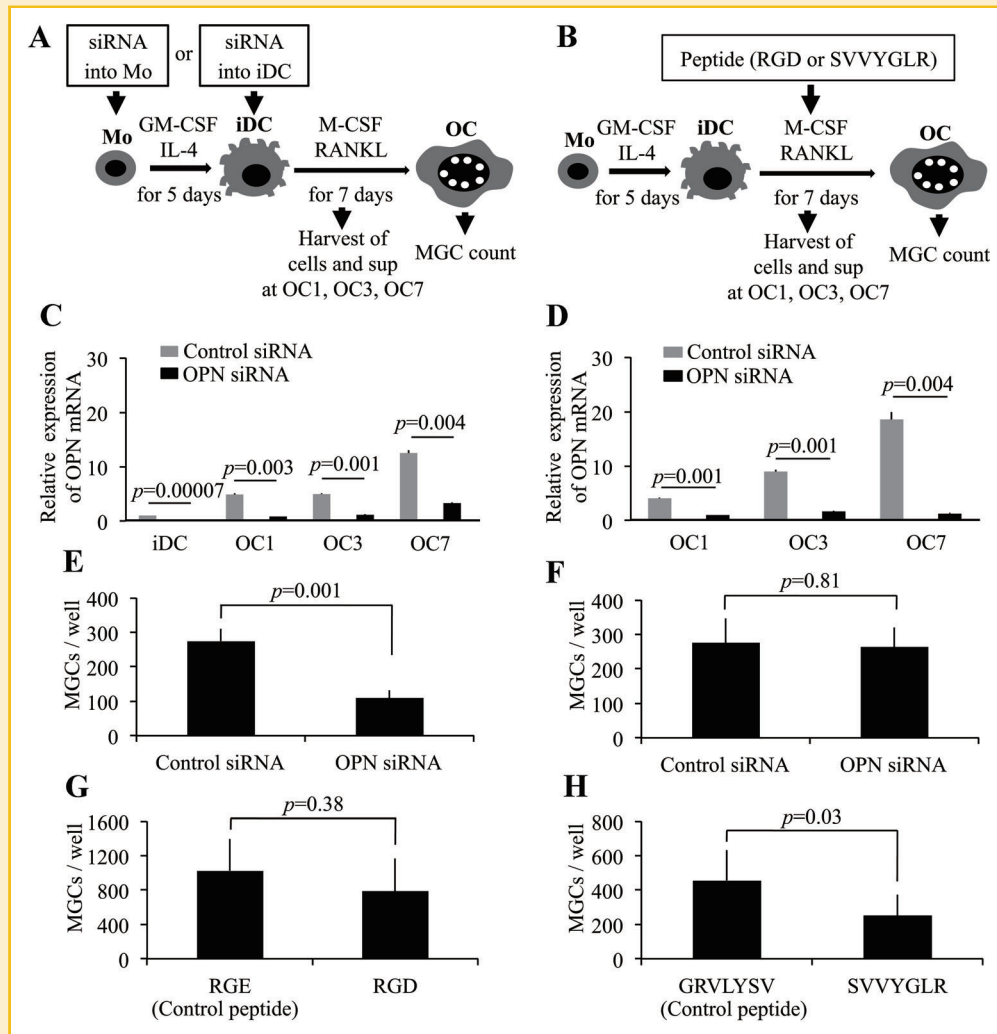 A
siRNA
into Mo
or
siRNA
into iDC
Mo
GM-CSF
IL-4
for 5 days
iDC
M-CSF
RANKL
for 7 days
OC
Harvest of
cells and sup
at OC1, OC3, OC7
MGC count
B
Peptide (RGD or SVVYGLR)
Mo
GM-CSF
IL-4
for 5 days
iDC
M-CSF
RANKL
for 7 days
OC
Harvest of
cells and sup
at OC1, OC3, OC7
MGC count
C
Relative expression
of OPN mRNA
30
20
10
0
Control siRNA
OPN siRNA
p=0.00007
p=0.003
p=0.001
p=0.004
iDC OC1 OC3 OC7
D
Relative expression
of OPN mRNA
30
20
10
0
Control siRNA
OPN siRNA
p=0.001
p=0.001
p=0.004
OC1 OC3 OC7
E
MGCs / well
400
300
200
100
0
p=0.001
Control siRNA OPN siRNA
F
MGCs / well
400
300
200
100
0
p=0.81
Control siRNA OPN siRNA
G
MGCs / well
1600
1200
800
400
0
p=0.38
RGE RGD
(Control peptide)
H
MGCs / well
800
600
400
200
0
p=0.03
GRVLYSV SVVYGLR
(Control peptide)